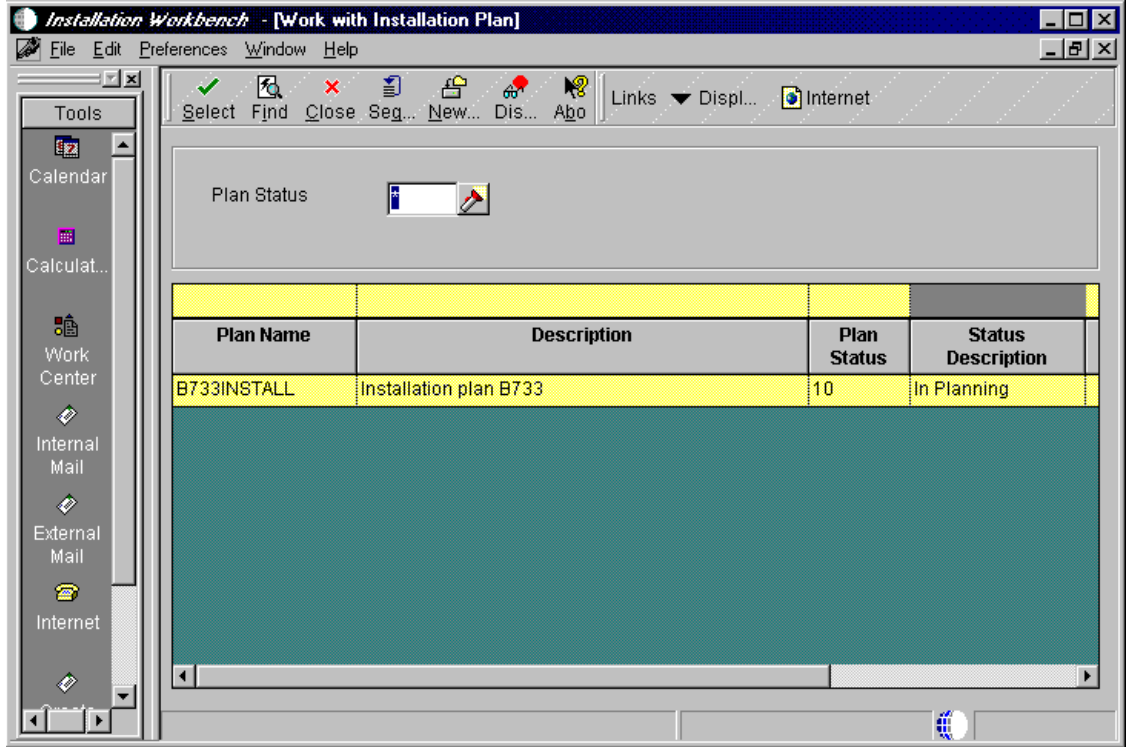 Installation Workbench - [Work with Installation Plan]
File Edit Preferences Window Help
Tools
Select Find Close Seq... New... Dis... Abo Links Displ... Internet
Calendar
Calculat...
Work
Center
Internal
Mail
External
Mail
Internet
Plan Status *
Plan Name Description Plan
Status Status
Description
B733INSTALL Installation plan B733 10 In Planning